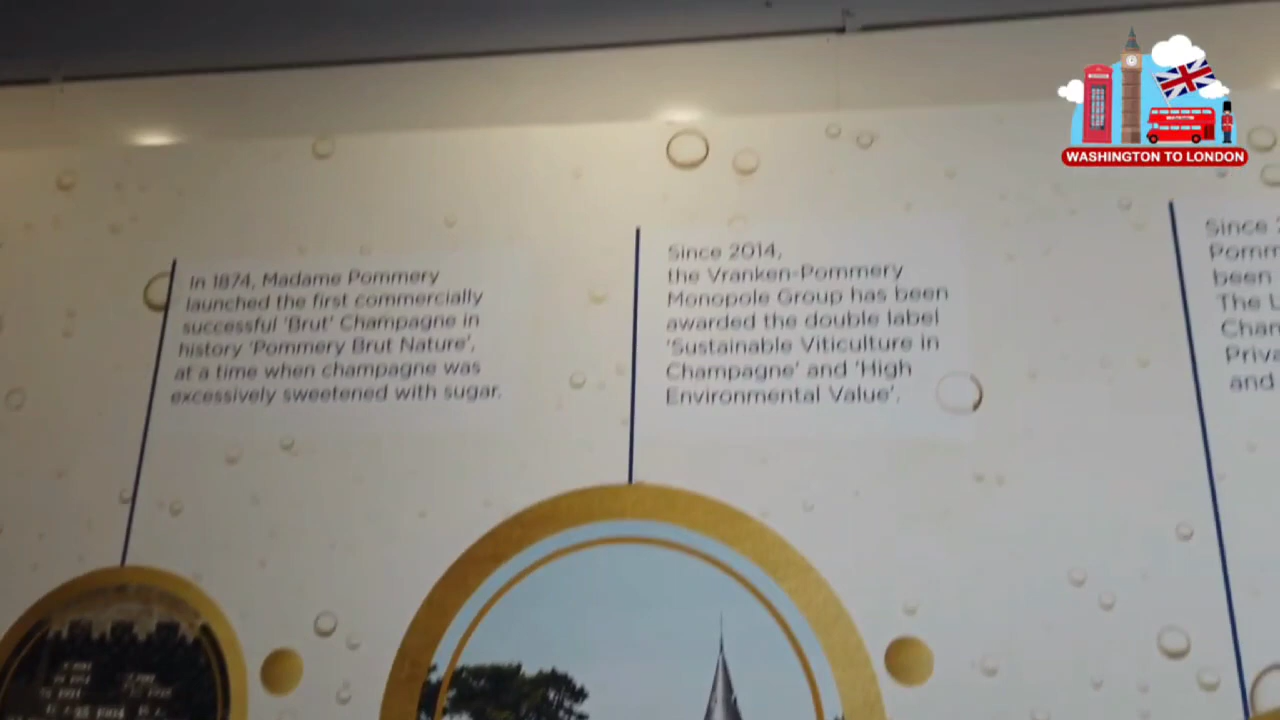 WASHINGTON TO LONDON
In 1874, Madame Pommery
launched the first commercially
successful 'Brut' Champagne in
history 'Pommery Brut Nature',
at a time when champagne was
excessively sweetened with sugar.
Since 2014,
the Vranken-Pommery
Monopole Group has been
awarded the double label
'Sustainable Viticulture in
Champagne' and 'High
Environmental Value'.
Since
been
The
and